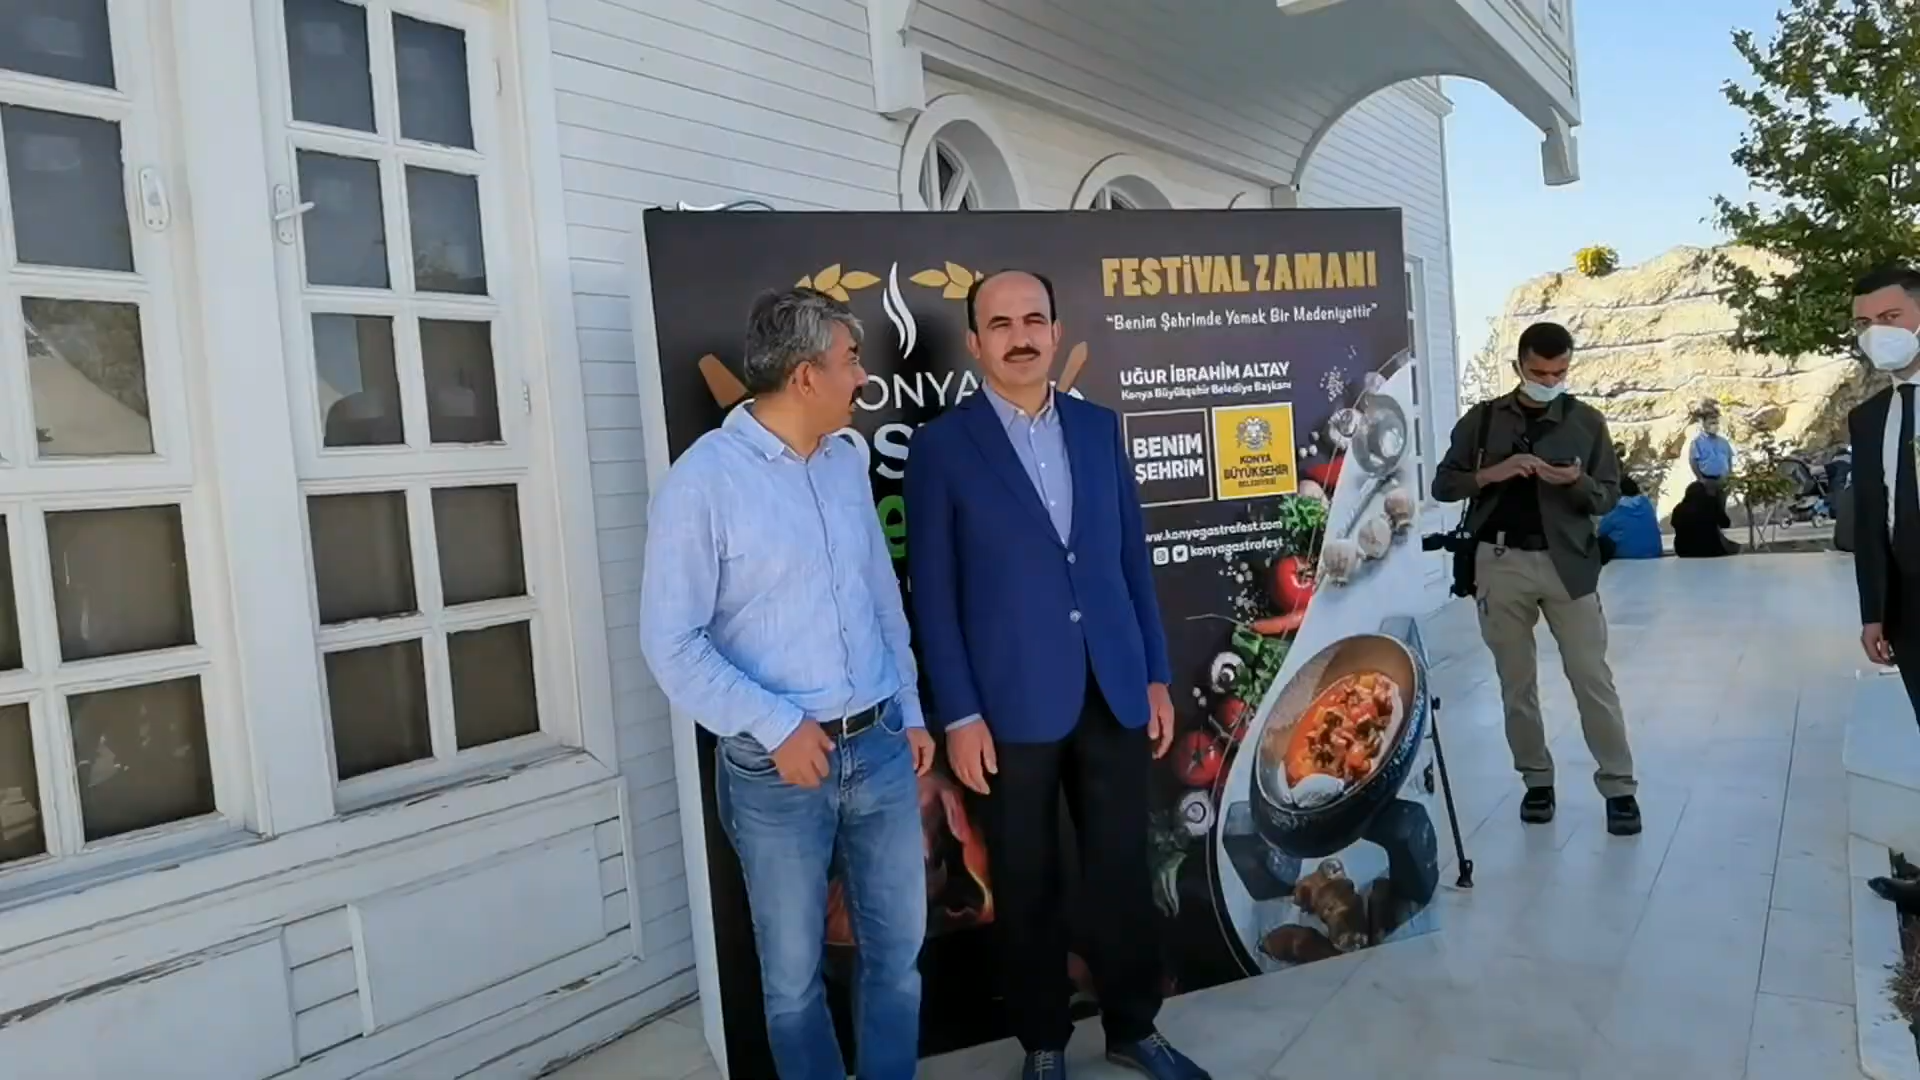 FESTİVAL ZAMANI
"Benim Şehrimde Yemek Bir Medeniyettir"
KONYA
UĞUR İBRAHİM ALTAY
Konya Büyükşehir Belediye Başkanı
BENİM
ŞEHRİM
KONYA
BÜYÜKŞEHİR
BELEDİYESİ
www.konyagastrofest.com
konyagastrofest